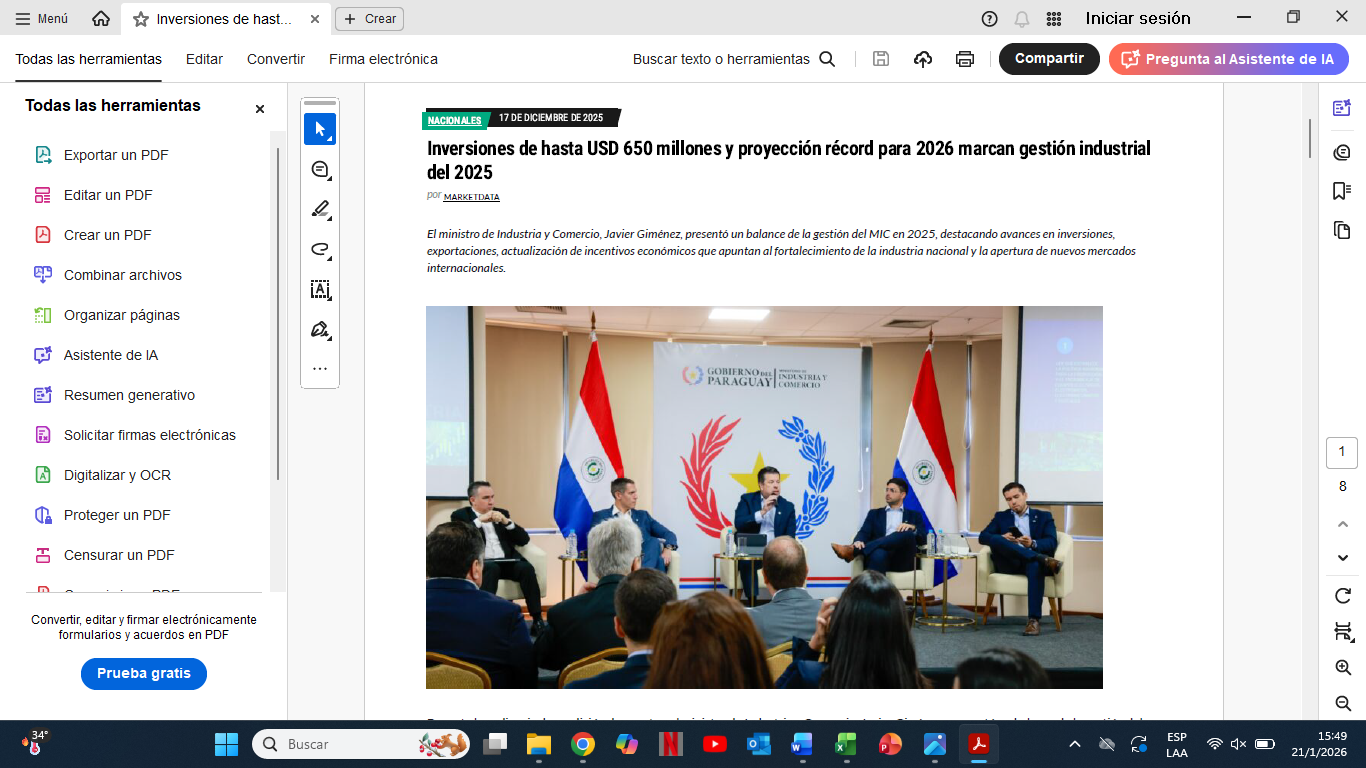 Menú
Inversiones de hast...
Crear
Iniciar sesión
Todas las herramientas
Editar
Convertir
Firma electrónica
Buscar texto o herramientas
Compartir
Pregunta al Asistente de IA
Todas las herramientas
Exportar un PDF
Editar un PDF
Crear un PDF
Combinar archivos
Organizar páginas
Asistente de IA
Resumen generativo
Solicitar firmas electrónicas
Digitalizar y OCR
Proteger un PDF
Censurar un PDF
Convertir, editar y firmar electrónicamente
formularios y acuerdos en PDF
Prueba gratis
NACIONALES
17 DE DICIEMBRE DE 2025
Inversiones de hasta USD 650 millones y proyección récord para 2026 marcan gestión industrial
del 2025
por MARKETDATA
El ministro de Industria y Comercio, Javier Giménez, presentó un balance de la gestión del MIC en 2025, destacando avances en inversiones,
exportaciones, actualización de incentivos económicos que apuntan al fortalecimiento de la industria nacional y la apertura de nuevos mercados
internacionales.
GOBIERNO DEL
PARAGUAY
INDUSTRIA Y
COMERCIO
1
8
34°
Buscar
ESP
LAA
15:49
21/1/2026